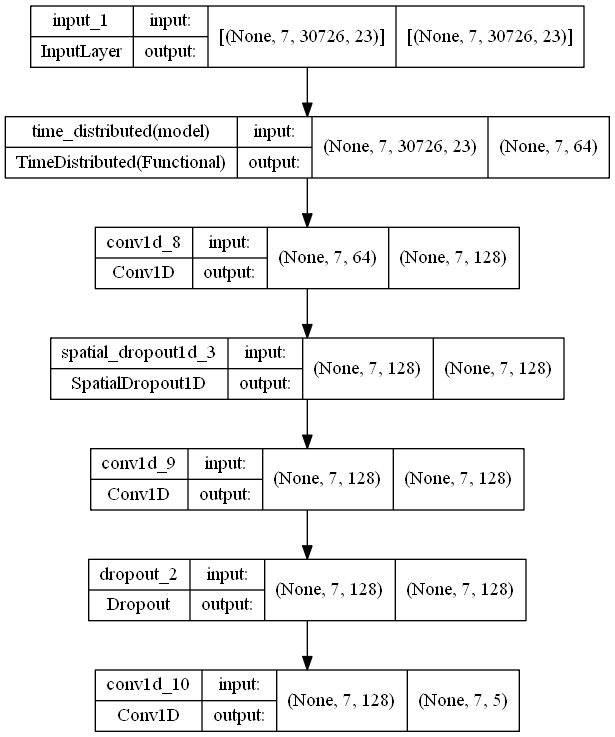 input_1 input: [(None, 7, 30726, 23)] [(None, 7, 30726, 23)]
InputLayer output:
time_distributed(model) input: (None, 7, 30726, 23) (None, 7, 64)
TimeDistributed(Functional) output:
conv1d_8 input: (None, 7, 64) (None, 7, 128)
Conv1D output:
spatial_dropout1d_3 input: (None, 7, 128) (None, 7, 128)
SpatialDropout1D output:
conv1d_9 input: (None, 7, 128) (None, 7, 128)
Conv1D output:
dropout_2 input: (None, 7, 128) (None, 7, 128)
Dropout output:
conv1d_10 input: (None, 7, 128) (None, 7, 5)
Conv1D output: